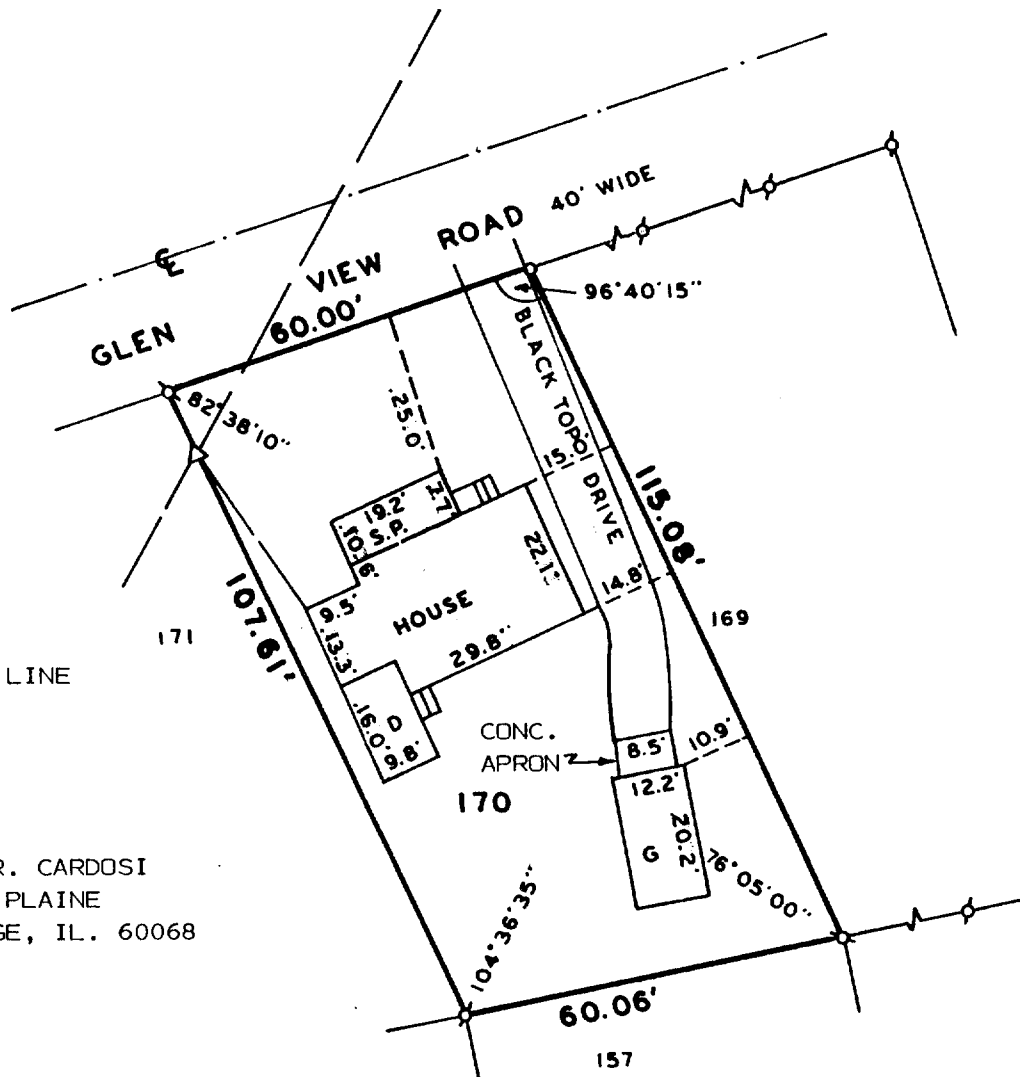 40' WIDE
ROAD
VIEW
GLEN
℄
60.00'
96°40'15"
82°38'10"
BLACK TOP DRIVE
25.0'
15.1
19.2'
7.7'
S.P.
10.6'
115.08'
22.1'
14.8'
9.5'
HOUSE
107.61'
171
13.3'
29.8'
169
LINE
16.0'
D
9.8'
CONC.
APRON
8.5'
10.9'
12.2'
170
20.2'
G
76°05'00"
R. CARDOSI
PLAINE
GE, IL. 60068
104°36'35"
60.06'
157